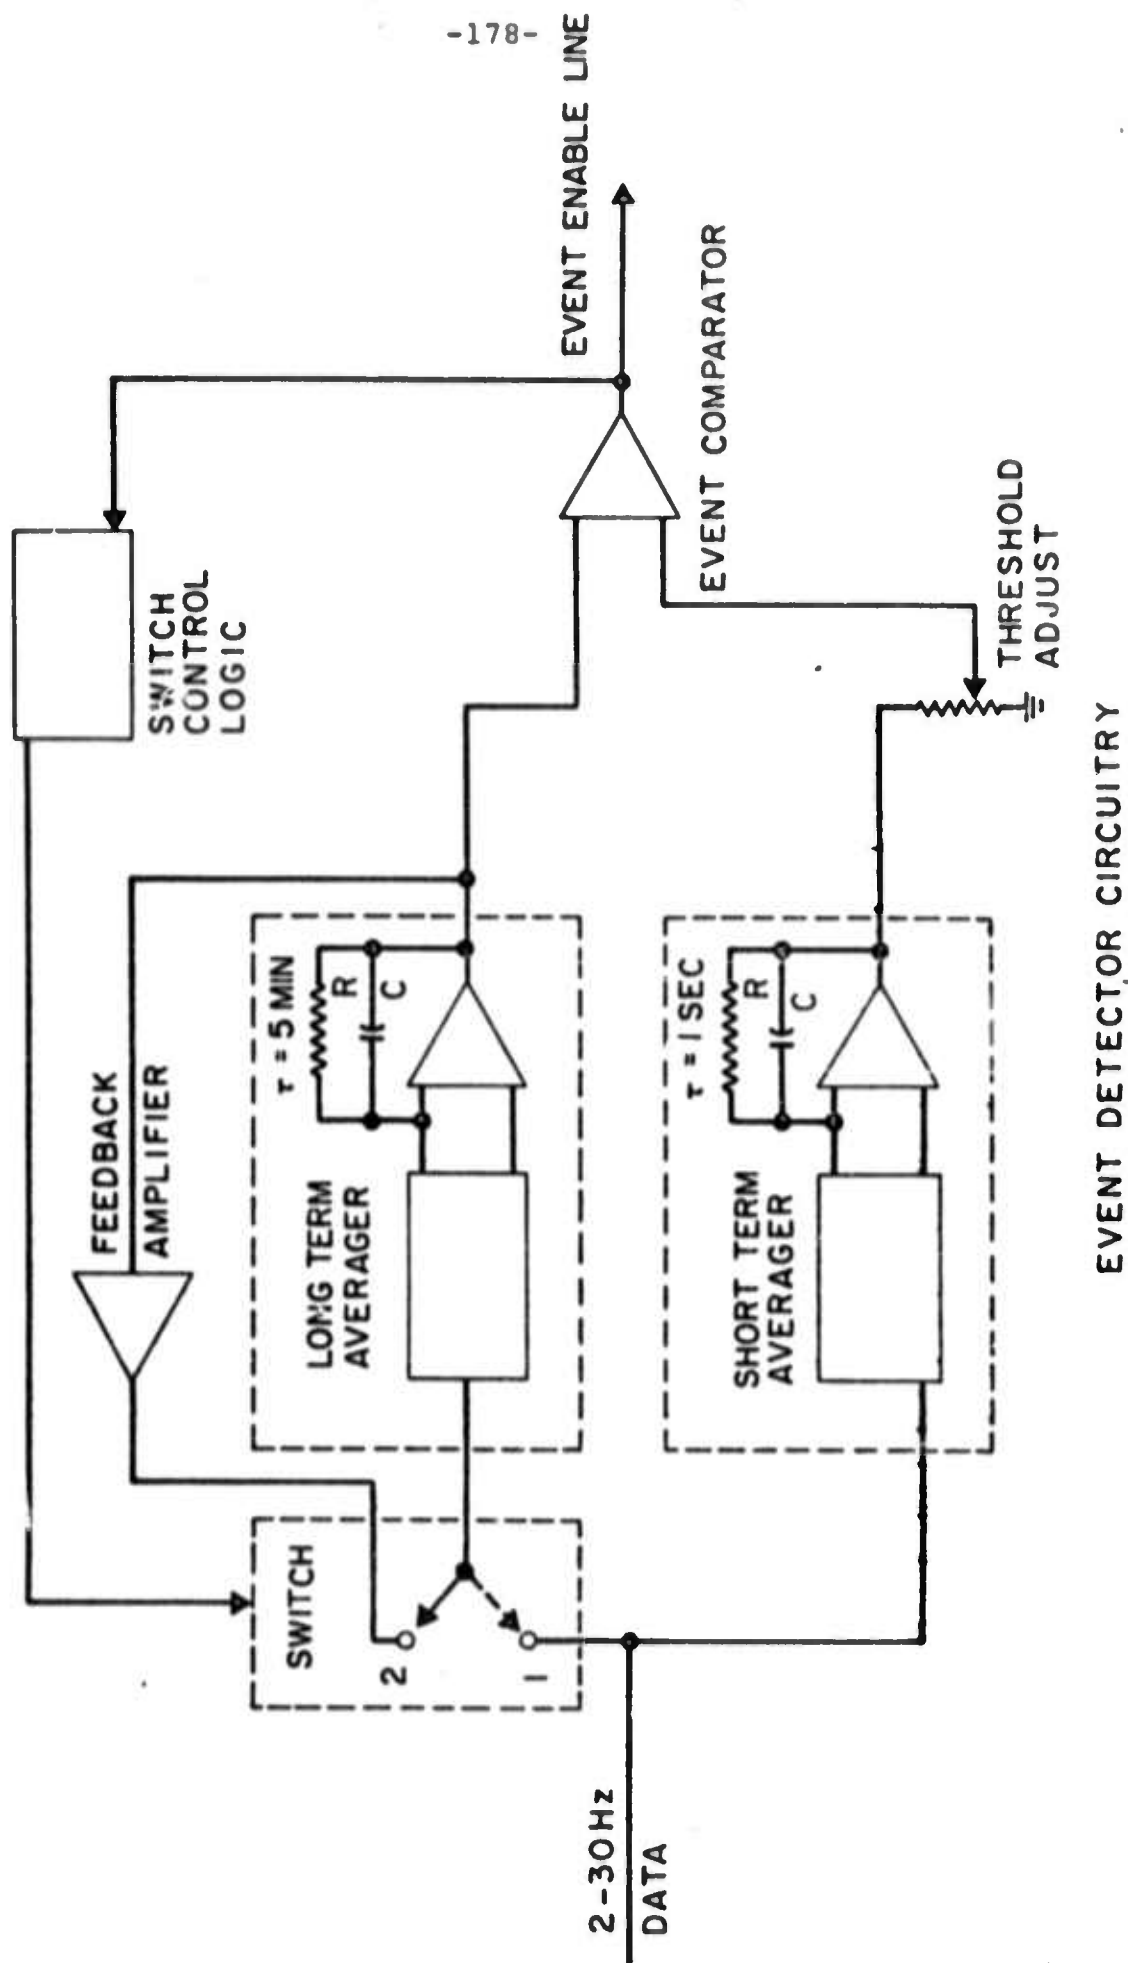 -178-
SWITCH
CONTROL
LOGIC
FEEDBACK
AMPLIFIER
EVENT ENABLE LINE
SWITCH
2
1
LONG TERM
AVERAGER
τ = 5 MIN
R
C
EVENT COMPARATOR
2-30Hz
DATA
SHORT TERM
AVERAGER
τ = 1 SEC
R
C
THRESHOLD
ADJUST
EVENT DETECTOR CIRCUITRY